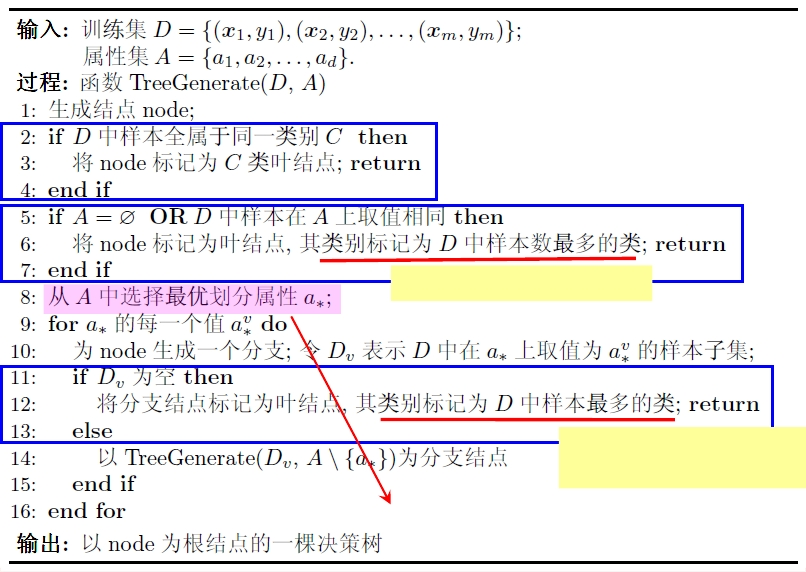 输入: 训练集 D = {(x₁, y₁), (x₂, y₂), . . . , (xₘ, yₘ)};
属性集 A = {a₁, a₂, . . . , a_d}.
过程: 函数 TreeGenerate(D, A)
1: 生成结点 node;
2: if D 中样本全属于同一类别 C then
3: 将 node 标记为 C 类叶结点; return
4: end if
5: if A = ∅ OR D 中样本在 A 上取值相同 then
6: 将 node 标记为叶结点, 其类别标记为 D 中样本数最多的类; return
7: end if
8: 从 A 中选择最优划分属性 a_*;
9: for a_* 的每一个值 a_*^v do
10: 为 node 生成一个分支; 令 D_v 表示 D 中在 a_* 上取值为 a_*^v 的样本子集;
11: if D_v 为空 then
12: 将分支结点标记为叶结点, 其类别标记为 D 中样本最多的类; return
13: else
14: 以 TreeGenerate(D_v, A \ {a_*})为分支结点
15: end if
16: end for
输出: 以 node 为根结点的一棵决策树